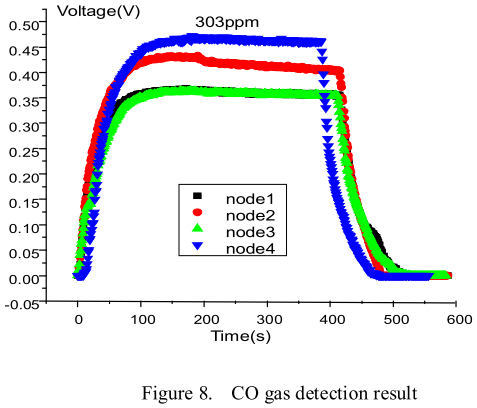 Voltage(V)
303ppm
0.50
0.45
0.40
0.35
0.30
0.25
0.20
0.15
0.10
0.05
0.00
-0.05
node1
node2
node3
node4
0 100 200 300 400 500 600
Time(s)
Figure 8. CO gas detection result